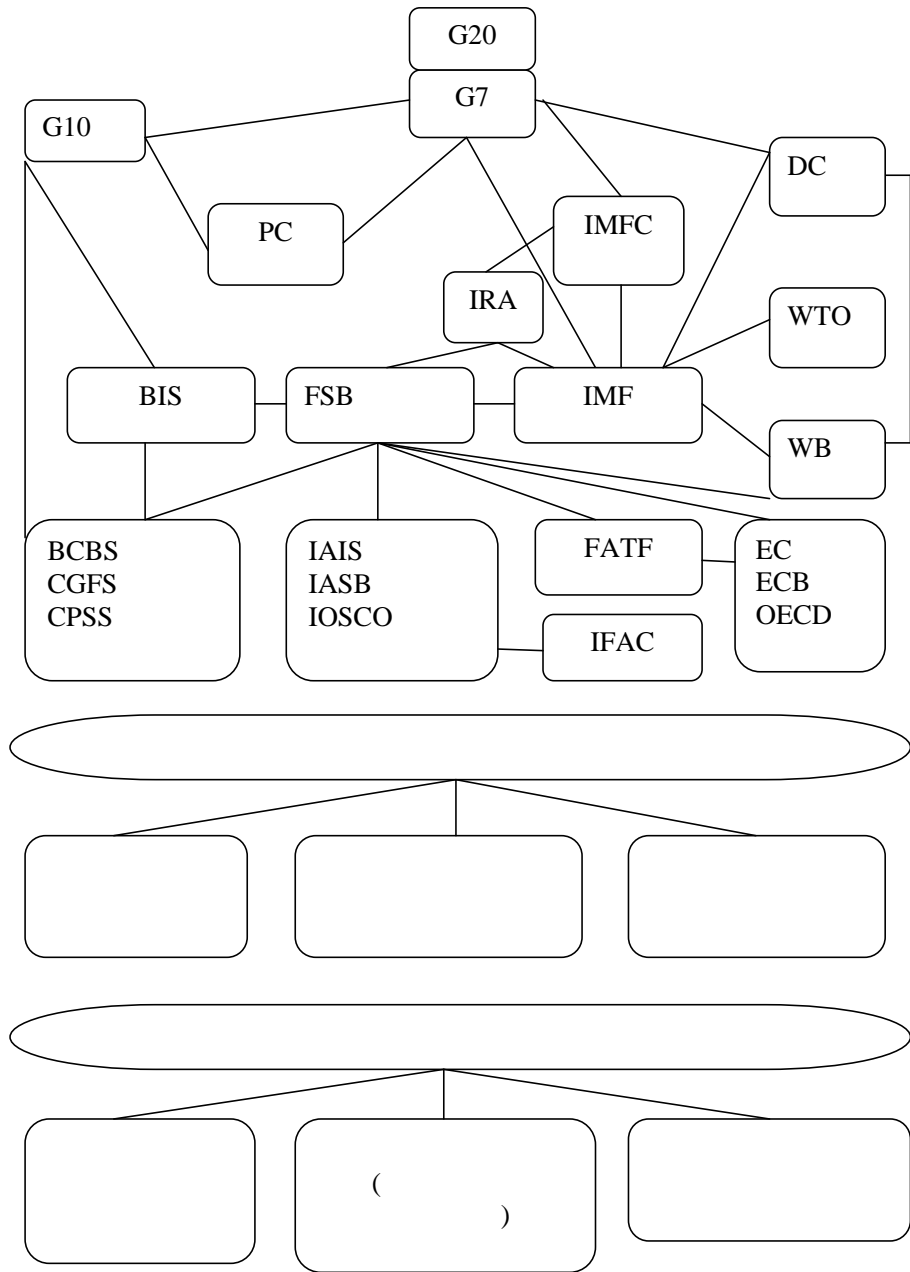 G20
G7
G10
DC
PC
IMFC
IRA
WTO
BIS
FSB
IMF
WB
BCBS
CGFS
CPSS
IAIS
IASB
IOSCO
FATF
IFAC
EC
ECB
OECD
(
)